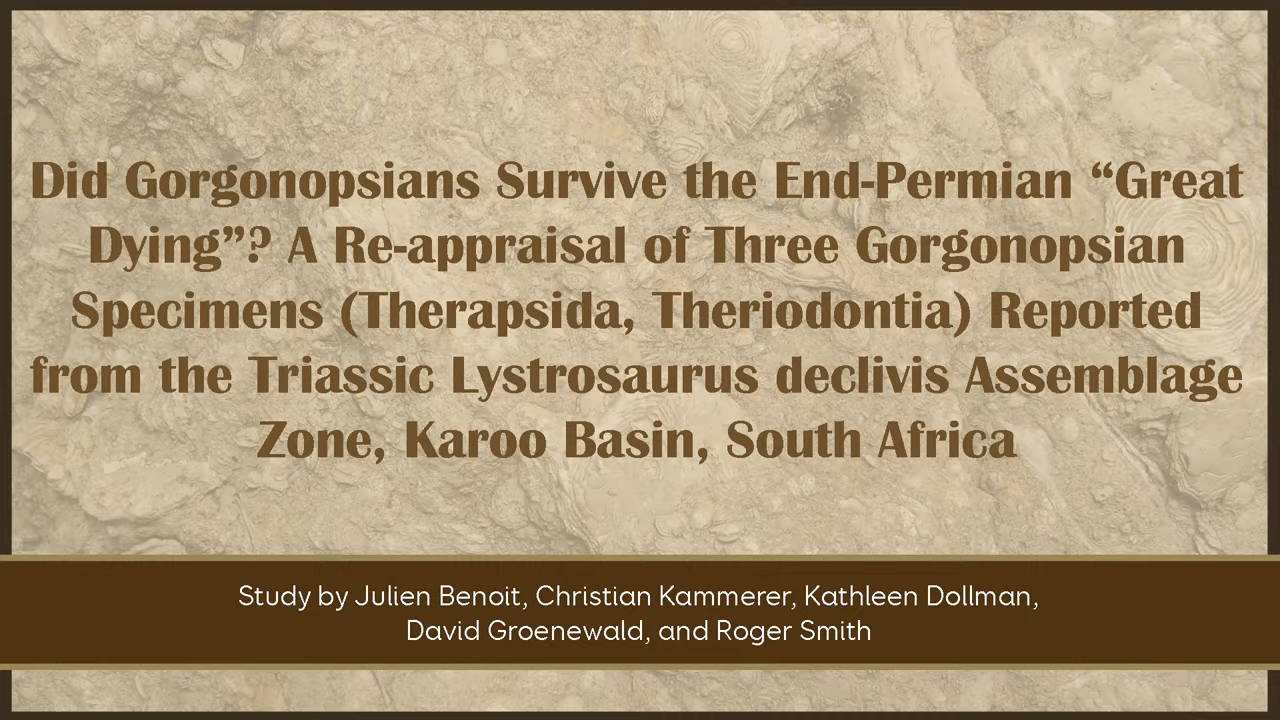 Did Gorgonopsians Survive the End-Permian “Great
Dying”? A Re-appraisal of Three Gorgonopsian
Specimens (Therapsida, Theriodontia) Reported
from the Triassic Lystrosaurus declivis Assemblage
Zone, Karoo Basin, South Africa
Study by Julien Benoit, Christian Kammerer, Kathleen Dollman,
David Groenewald, and Roger Smith